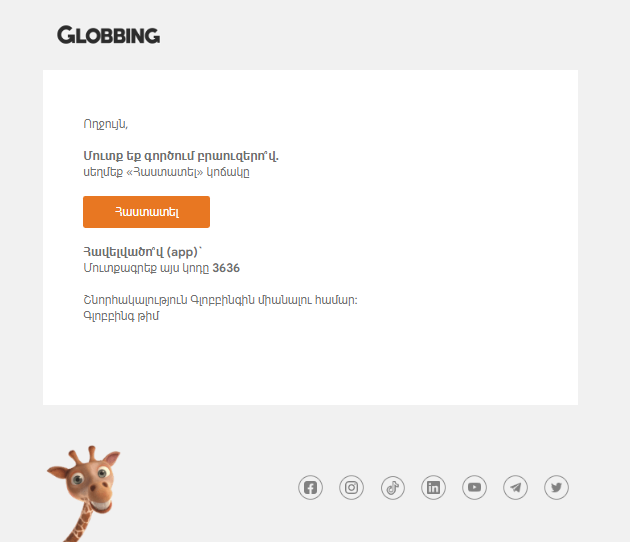 GLOBBING
Ողջույն,
Մուտք եք գործում բրաուզերո՞վ.
սեղմեք «Հաստատել» կոճակը
Հաստատել
Հավելվածո՞վ (app)՝
Մուտքագրեք այս կոդը 3636
Շնորհակալություն Գլոբբինգին միանալու համար:
Գլոբբինգ թիմ